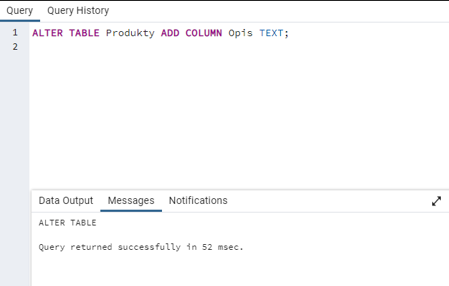 Query Query History
1 ALTER TABLE Produkty ADD COLUMN Opis TEXT;
2
Data Output Messages Notifications
ALTER TABLE
Query returned successfully in 52 msec.